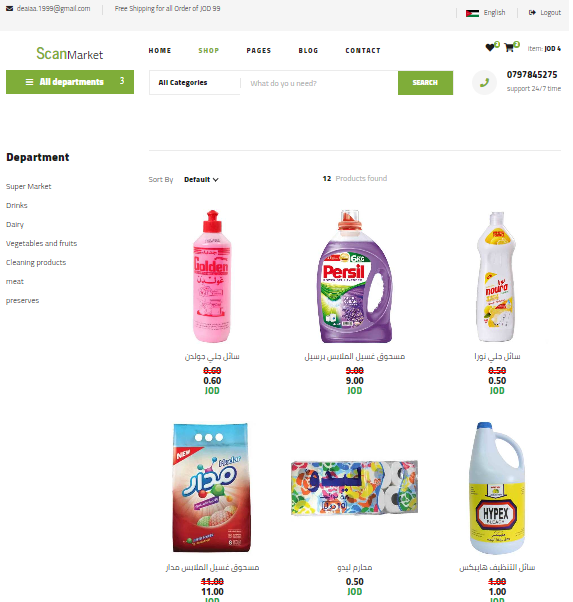 deaiaa.1999@gmail.com
Free Shipping for all Order of JOD 99
English
Logout
ScanMarket
HOME
SHOP
PAGES
BLOG
CONTACT
item: JOD 4
All departments
3
All Categories
What do yo u need?
SEARCH
0797845275
support 24/7 time
Department
Super Market
Drinks
Dairy
Vegetables and fruits
Cleaning products
meat
preserves
Sort By
Default
12 Products found
Golden
Persil
noura
سائل جلي جولدن
0.60
0.60
JOD
مسحوق غسيل الملابس برسيل
9.00
9.00
JOD
سائل جلي نورا
0.50
0.50
JOD
NEW
مدار
HYPEX
BLEACH
مسحوق غسيل الملابس مدار
11.00
11.00
JOD
محارم ليدو
0.50
JOD
سائل التنظيف هايبكس
1.00
1.00
JOD